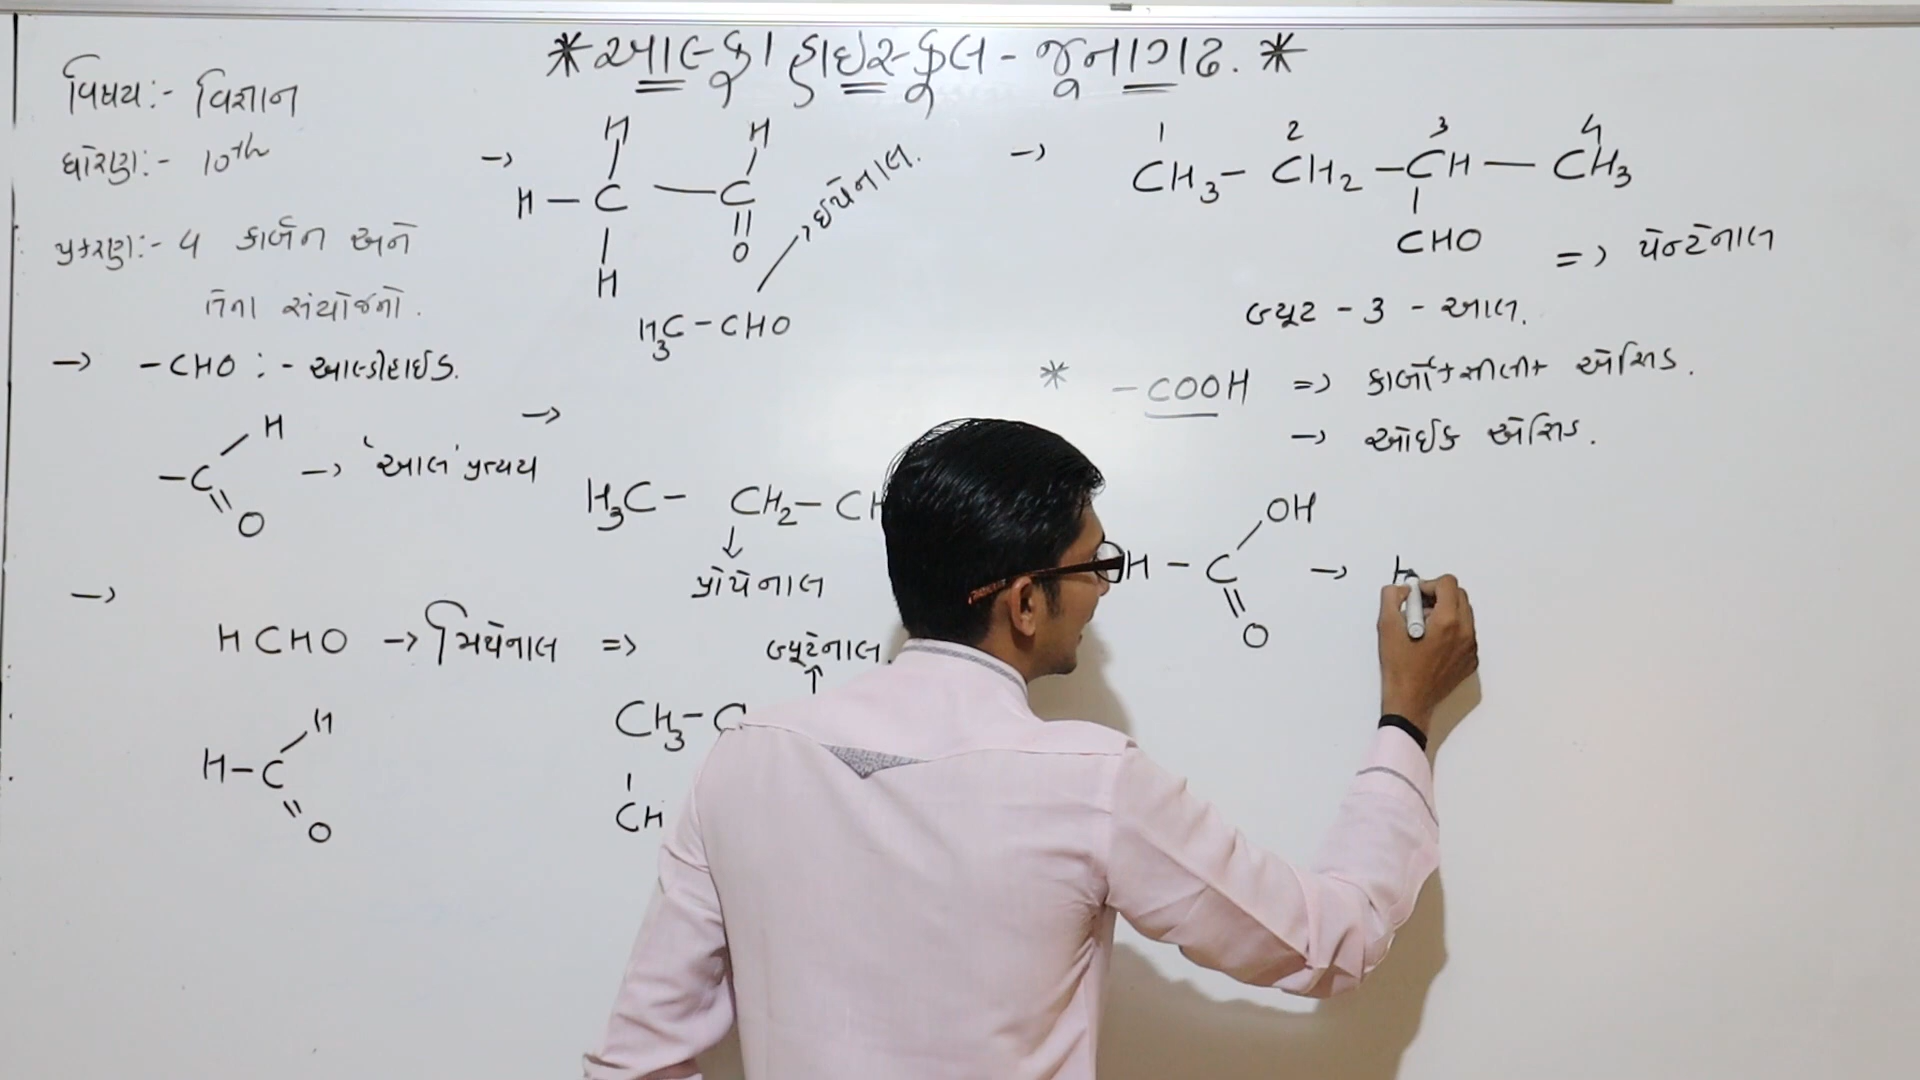 * આલ્ફા હાઇસ્કુલ - જૂનાગઢ. *
વિષય:- વિજ્ઞાન
ધોરણ:- 10th
પ્રકરણ:- 4 કાર્બન અને
તેના સંયોજનો.
→ -CHO :- આલ્ડીહાઈડ.
H
-C
O
→ 'આલ' પ્રત્યય
→
HCHO → મિથેનાલ =>
H
H-C
O
→
H H
H - C — C
H O
→ ઇથેનાલ.
H3C - CHO
→
H3C - CH2 - CH
↓
પ્રોપેનાલ
બ્યૂટેનાલ.
↑
CH3 - C
CH
→
1 2 3 4
CH3 - CH2 - CH — CH3
CHO
=> પેન્ટેનાલ
બ્યૂટ - 3 - આલ.
* -COOH => એસિડ.
→ ઓઈક એસિડ.
OH
H - C → H
O